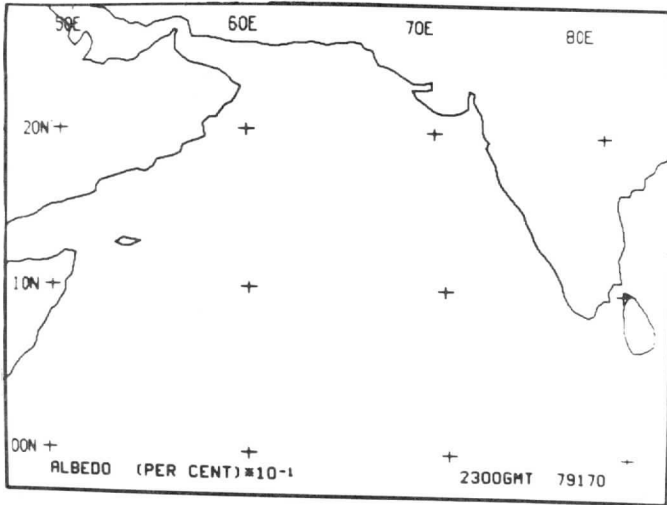 50E 60E 70E 80E
20N
10N
00N
ALBEDO (PER CENT)*10-1
2300GMT 79170